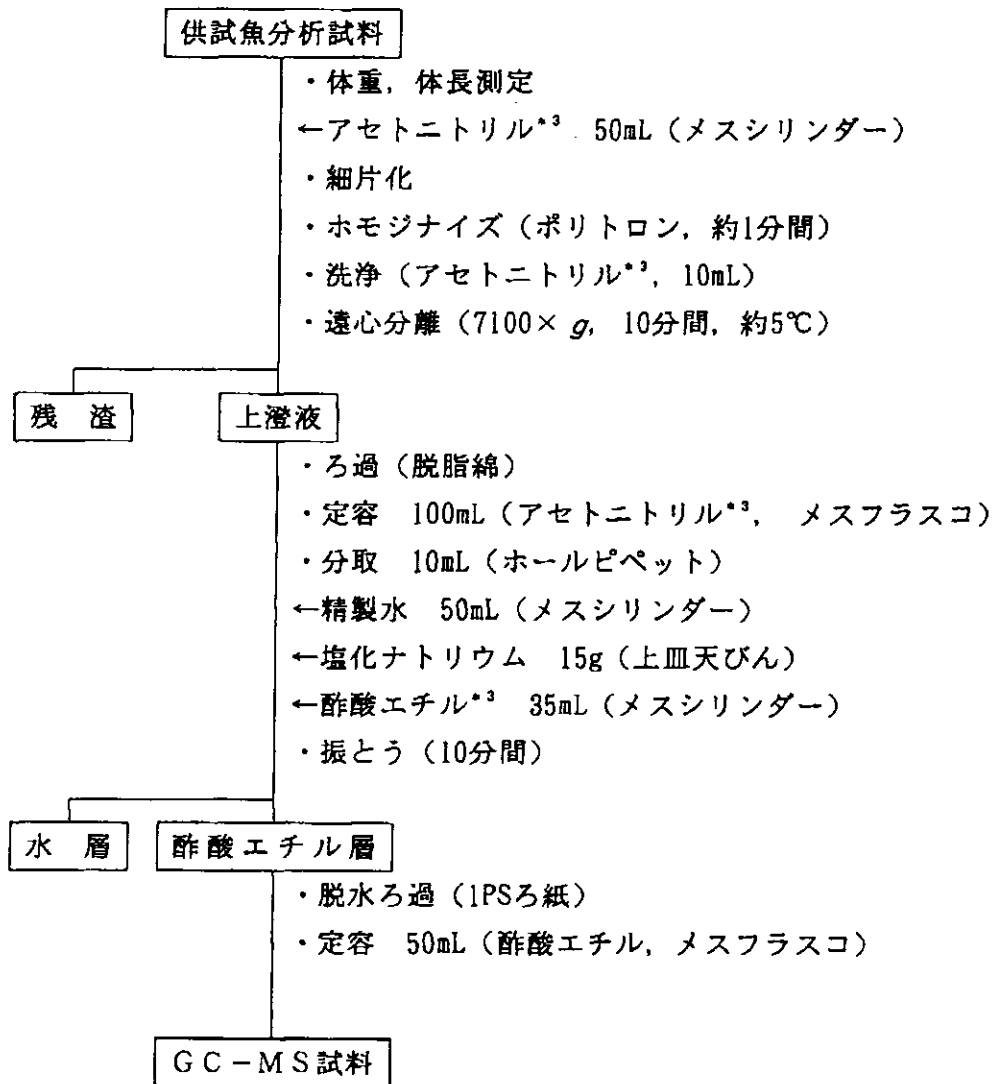 供試魚分析試料
・体重，体長測定
←アセトニトリル*3 50mL（メスシリンダー）
・細片化
・ホモジナイズ（ポリトロン，約1分間）
・洗浄（アセトニトリル*3，10mL）
・遠心分離（7100× g，10分間，約5℃）
残 渣
上澄液
・ろ過（脱脂綿）
・定容 100mL（アセトニトリル*3， メスフラスコ）
・分取 10mL（ホールピペット）
←精製水 50mL（メスシリンダー）
←塩化ナトリウム 15g（上皿天びん）
←酢酸エチル*3 35mL（メスシリンダー）
・振とう（10分間）
水 層
酢酸エチル層
・脱水ろ過（1PSろ紙）
・定容 50mL（酢酸エチル，メスフラスコ）
GC－MS試料